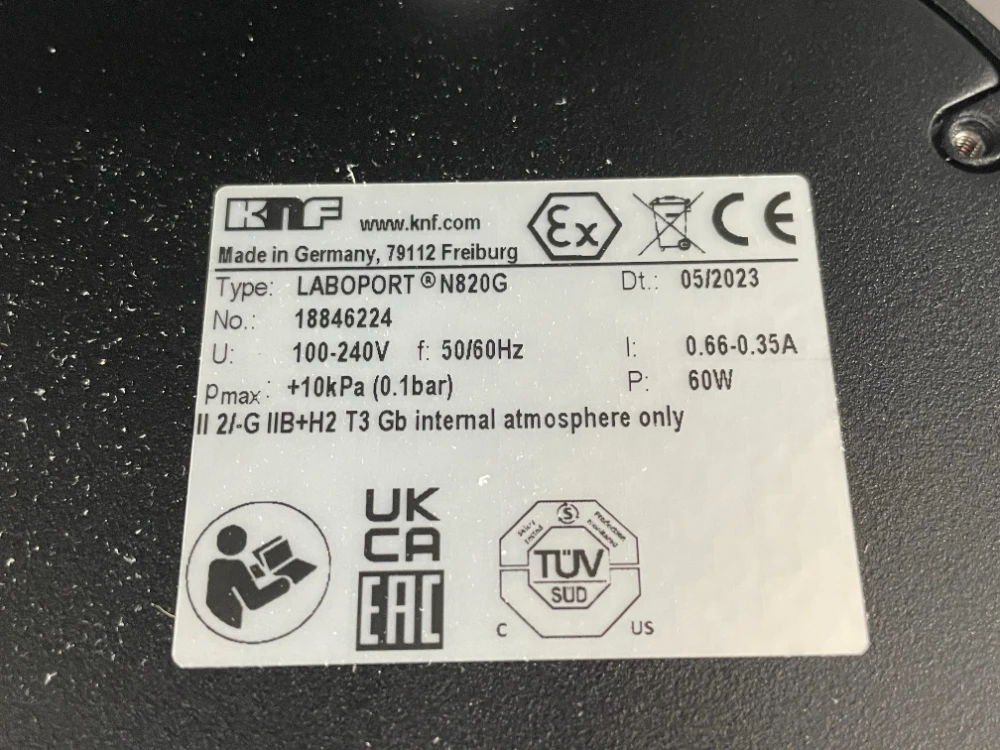 KNF www.knf.com
Made in Germany, 79112 Freiburg
Ex
CE
Type: LABOPORT ® N820G Dt.: 05/2023
No.: 18846224
U: 100-240V f: 50/60Hz I: 0.66-0.35A
pmax: +10kPa (0.1bar) P: 60W
II 2/-G IIB+H2 T3 Gb internal atmosphere only
UK
CA
EAC
S
Production
monitored
TÜV
SÜD
C US